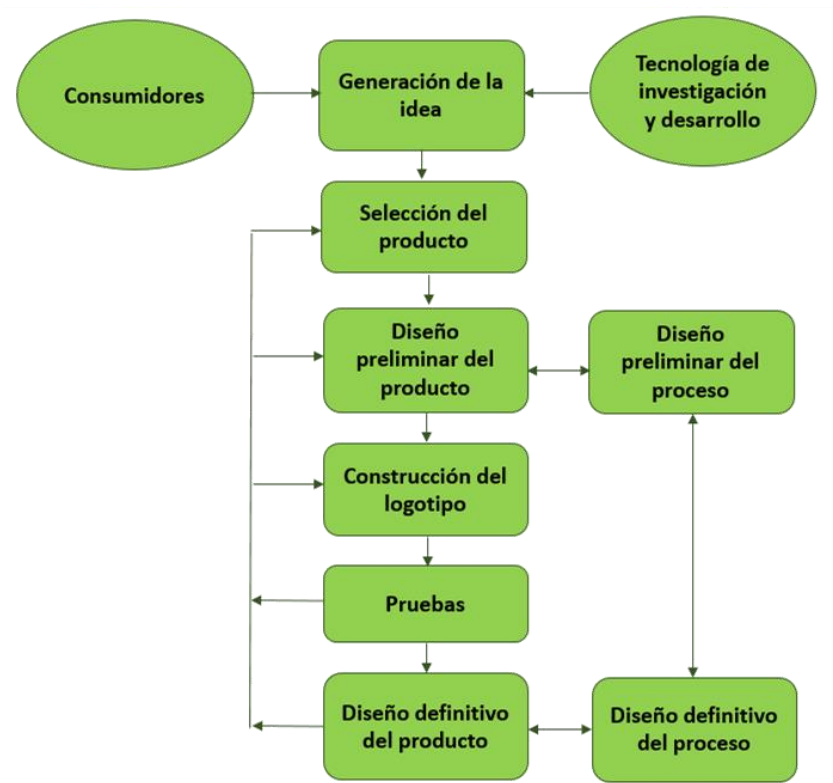 Consumidores
Generación de la
idea
Tecnología de
investigación
y desarrollo
Selección del
producto
Diseño
preliminar del
producto
Diseño
preliminar del
proceso
Construcción del
logotipo
Pruebas
Diseño definitivo
del producto
Diseño definitivo
del proceso